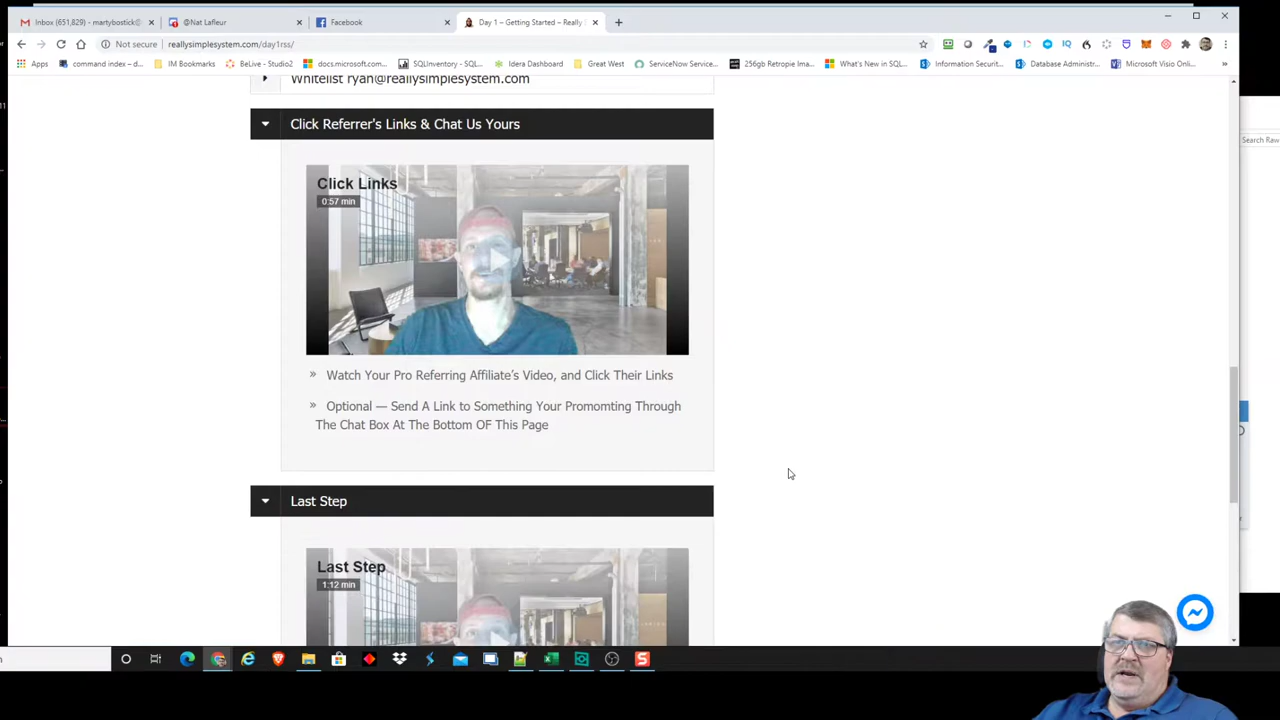 Inbox (651,829) - martybostick@
@Nat Lafleur
Facebook
Day 1 – Getting Started – Really
Not secure
reallysimplesystem.com/day1rss/
Apps
command index – d...
IM Bookmarks
BeLive - Studio2
docs.microsoft.com...
SQLInventory - SQL...
Idera Dashboard
Great West
ServiceNow Service...
256gb Retropie Ima...
What's New in SQL...
Information Securit...
Database Administr...
Microsoft Visio Onli...
Whitelist ryan@reallysimplesystem.com
Search Raw
Click Referrer's Links & Chat Us Yours
Click Links
0:57 min
» Watch Your Pro Referring Affiliate's Video, and Click Their Links
» Optional — Send A Link to Something Your Promomting Through
The Chat Box At The Bottom OF This Page
Last Step
Last Step
1:12 min